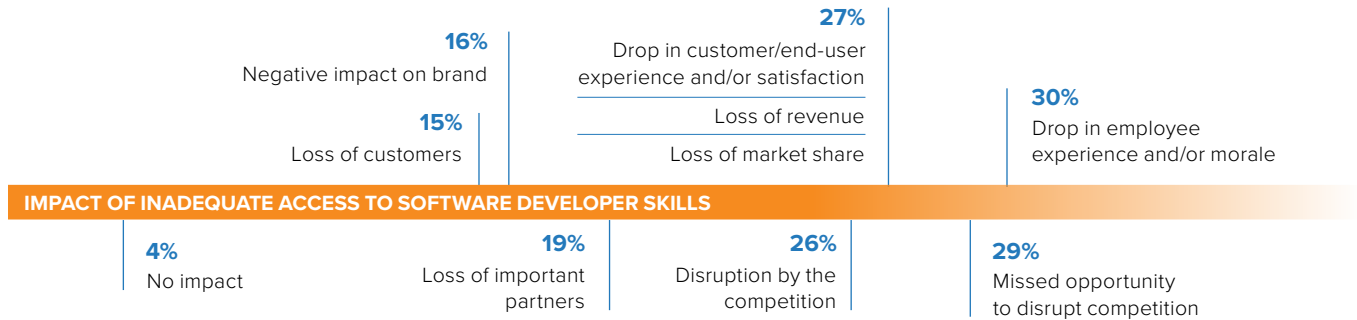 16%
Negative impact on brand
15%
Loss of customers
27%
Drop in customer/end-user
experience and/or satisfaction
Loss of revenue
Loss of market share
30%
Drop in employee
experience and/or morale
IMPACT OF INADEQUATE ACCESS TO SOFTWARE DEVELOPER SKILLS
4%
No impact
19%
Loss of important
partners
26%
Disruption by the
competition
29%
Missed opportunity
to disrupt competition